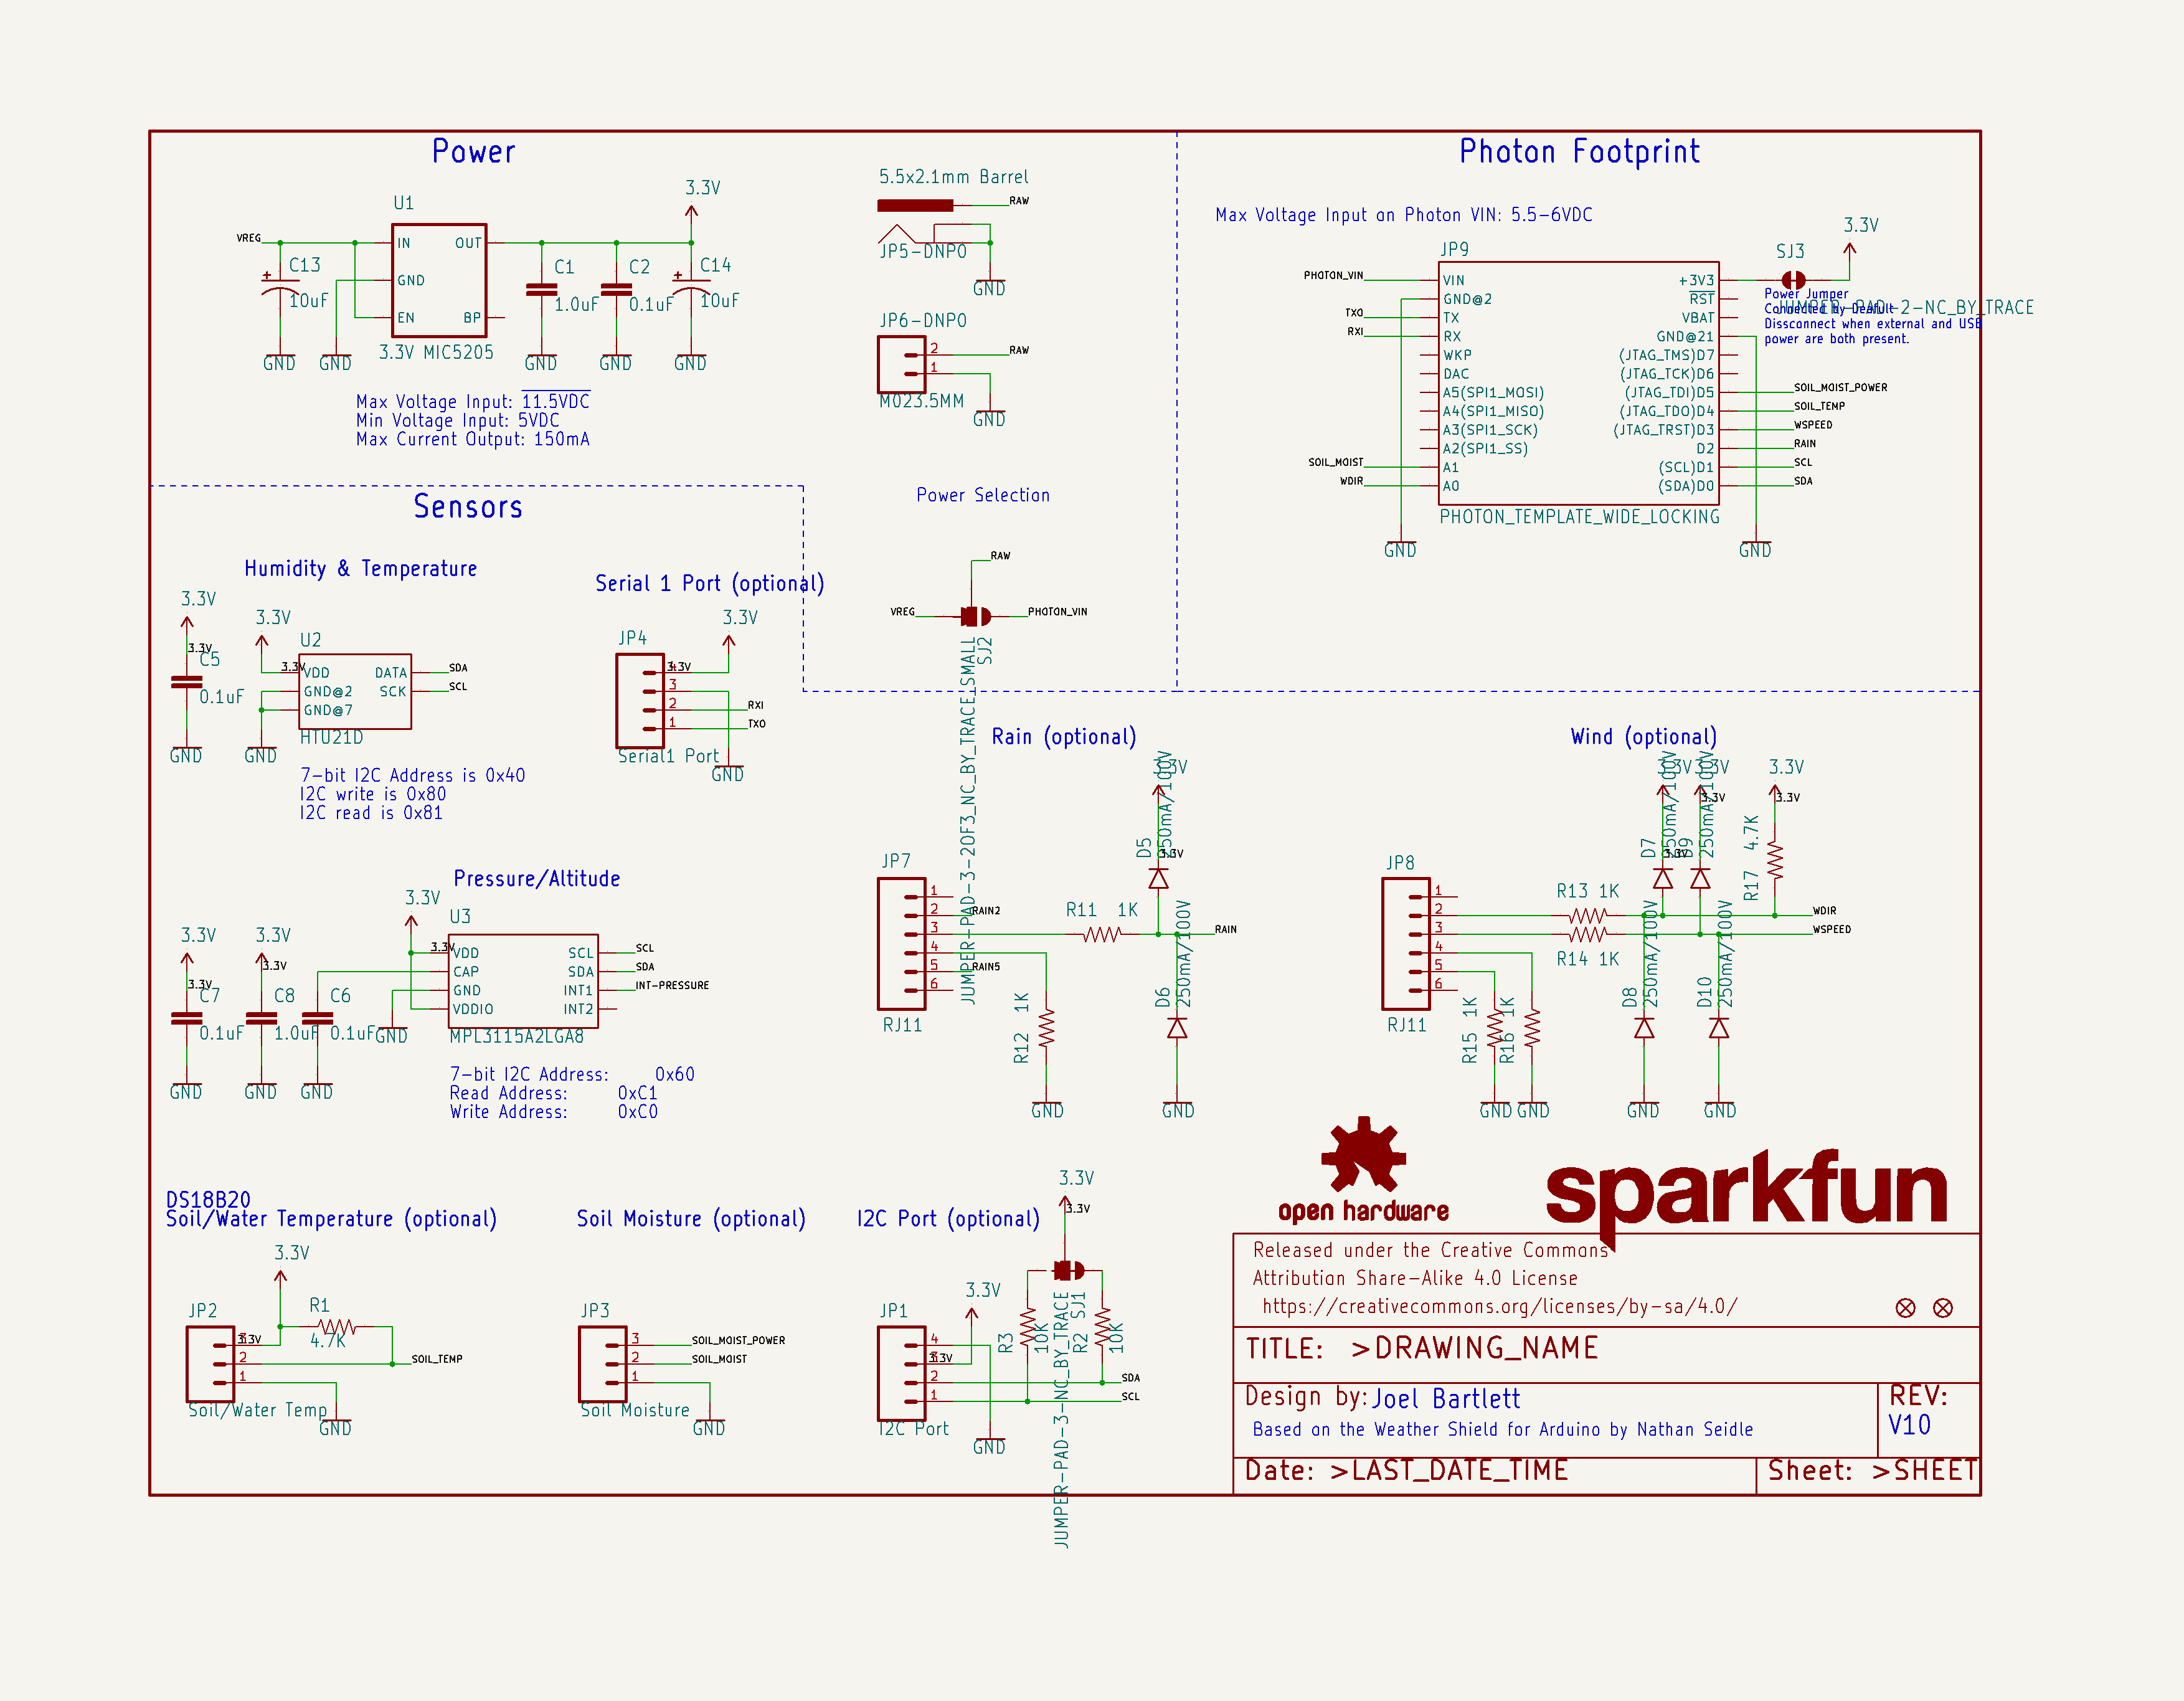 Power
U1
VREG
IN
OUT
GND
EN
BP
3.3V MIC5205
3.3V
C13
10uF
C1
1.0uF
C2
0.1uF
C14
10uF
GND
GND
GND
GND
GND
Max Voltage Input: 11.5VDC
Min Voltage Input: 5VDC
Max Current Output: 150mA
5.5x2.1mm Barrel
RAW
JP5-DNP0
GND
JP6-DNP0
2
1
RAW
M023.5MM
GND
Power Selection
RAW
VREG
PHOTON_VIN
SJ2
JUMPER-PAD-3-2OF3_NC_BY_TRACE_SMALL
Photon Footprint
Max Voltage Input on Photon VIN: 5.5-6VDC
JP9
PHOTON_VIN
TXO
RXI
SOIL_MOIST
WDIR
VIN
GND@2
TX
RX
WKP
DAC
A5(SPI1_MOSI)
A4(SPI1_MISO)
A3(SPI1_SCK)
A2(SPI1_SS)
A1
A0
+3V3
RST
VBAT
GND@21
(JTAG_TMS)D7
(JTAG_TCK)D6
(JTAG_TDI)D5
(JTAG_TDO)D4
(JTAG_TRST)D3
D2
(SCL)D1
(SDA)D0
SOIL_MOIST_POWER
SOIL_TEMP
WSPEED
RAIN
SCL
SDA
PHOTON_TEMPLATE_WIDE_LOCKING
GND
GND
3.3V
SJ3
JUMPER-PAD-2-NC_BY_TRACE
Power Jumper
Connected By Deafult
Dissconnect when external and USB
power are both present.
Sensors
Humidity & Temperature
3.3V
3.3V
C5
0.1uF
GND
3.3V
3.3V
U2
VDD
GND@2
GND@7
DATA
SCK
SDA
SCL
HTU21D
GND
7-bit I2C Address is 0x40
I2C write is 0x80
I2C read is 0x81
Serial 1 Port (optional)
JP4
3.3V
3.3V
4
3
2
1
RXI
TXO
Serial1 Port
GND
Pressure/Altitude
3.3V
3.3V
C7
0.1uF
GND
3.3V
3.3V
C8
1.0uF
GND
C6
0.1uF
GND
3.3V
3.3V
U3
VDD
CAP
GND
VDDIO
SCL
SDA
INT1
INT2
SCL
SDA
INT-PRESSURE
MPL3115A2LGA8
GND
7-bit I2C Address: 0x60
Read Address: 0xC1
Write Address: 0xC0
Rain (optional)
JP7
1
2
3
4
5
6
RAIN2
RAIN5
RJ11
R11 1K
R12 1K
GND
3.3V
3.3V
D5
250mA/100V
RAIN
D6
250mA/100V
GND
Wind (optional)
JP8
1
2
3
4
5
6
RJ11
R13 1K
R14 1K
R15 1K
R16 1K
GND
GND
3.3V
3.3V
D7
250mA/100V
3.3V
3.3V
D9
250mA/100V
3.3V
3.3V
R17 4.7K
WDIR
WSPEED
D8
250mA/100V
D10
250mA/100V
GND
GND
DS18B20
Soil/Water Temperature (optional)
3.3V
JP2
R1
4.7K
3.3V
3
2
1
SOIL_TEMP
Soil/Water Temp
GND
Soil Moisture (optional)
JP3
3
2
1
SOIL_MOIST_POWER
SOIL_MOIST
Soil Moisture
GND
I2C Port (optional)
3.3V
3.3V
3.3V
3.3V
JP1
4
3
2
1
R3
10K
R2
10K
SJ1
JUMPER-PAD-3-NC_BY_TRACE
SDA
SCL
I2C Port
GND
open hardware
sparkfun
Released under the Creative Commons
Attribution Share-Alike 4.0 License
https://creativecommons.org/licenses/by-sa/4.0/
TITLE: >DRAWING_NAME
Design by: Joel Bartlett
Based on the Weather Shield for Arduino by Nathan Seidle
REV:
V10
Date: >LAST_DATE_TIME
Sheet: >SHEET